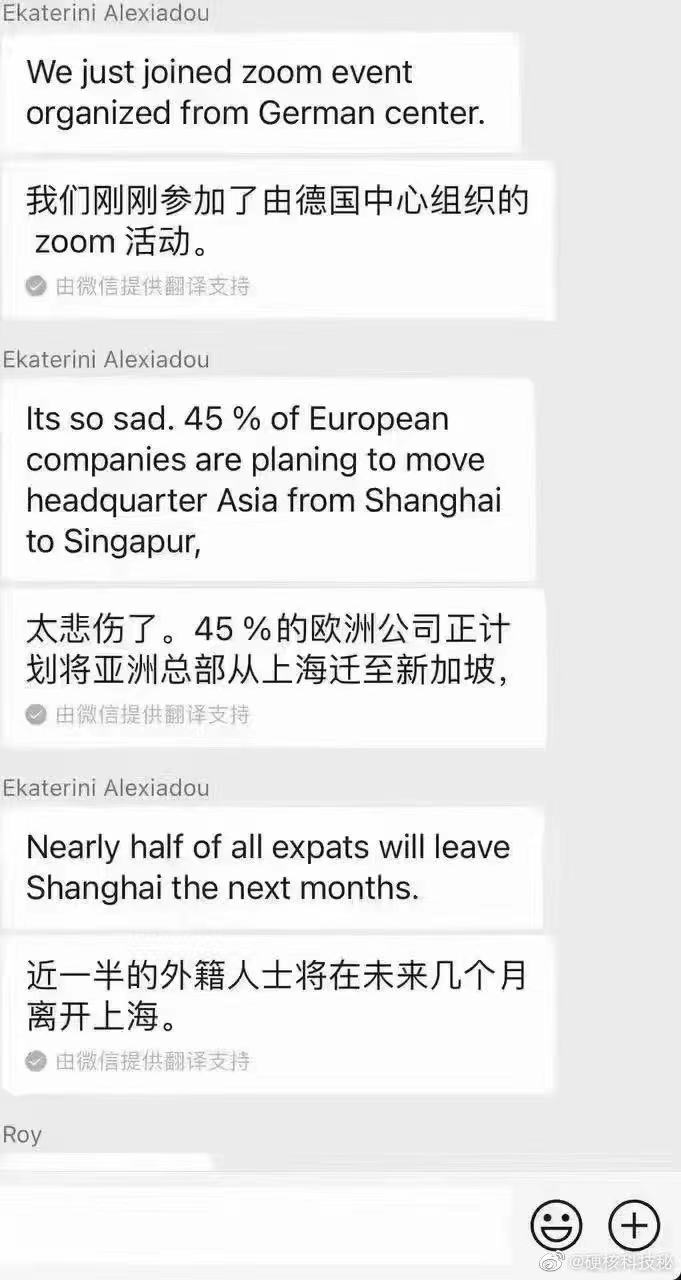 Ekaterini Alexiadou
We just joined zoom event
organized from German center.
我们刚刚参加了由德国中心组织的
zoom 活动。
由微信提供翻译支持
Ekaterini Alexiadou
Its so sad. 45 % of European
companies are planing to move
headquarter Asia from Shanghai
to Singapur,
太悲伤了。45 %的欧洲公司正计
划将亚洲总部从上海迁至新加坡,
由微信提供翻译支持
Ekaterini Alexiadou
Nearly half of all expats will leave
Shanghai the next months.
近一半的外籍人士将在未来几个月
离开上海。
由微信提供翻译支持
Roy
@硬核科技秘